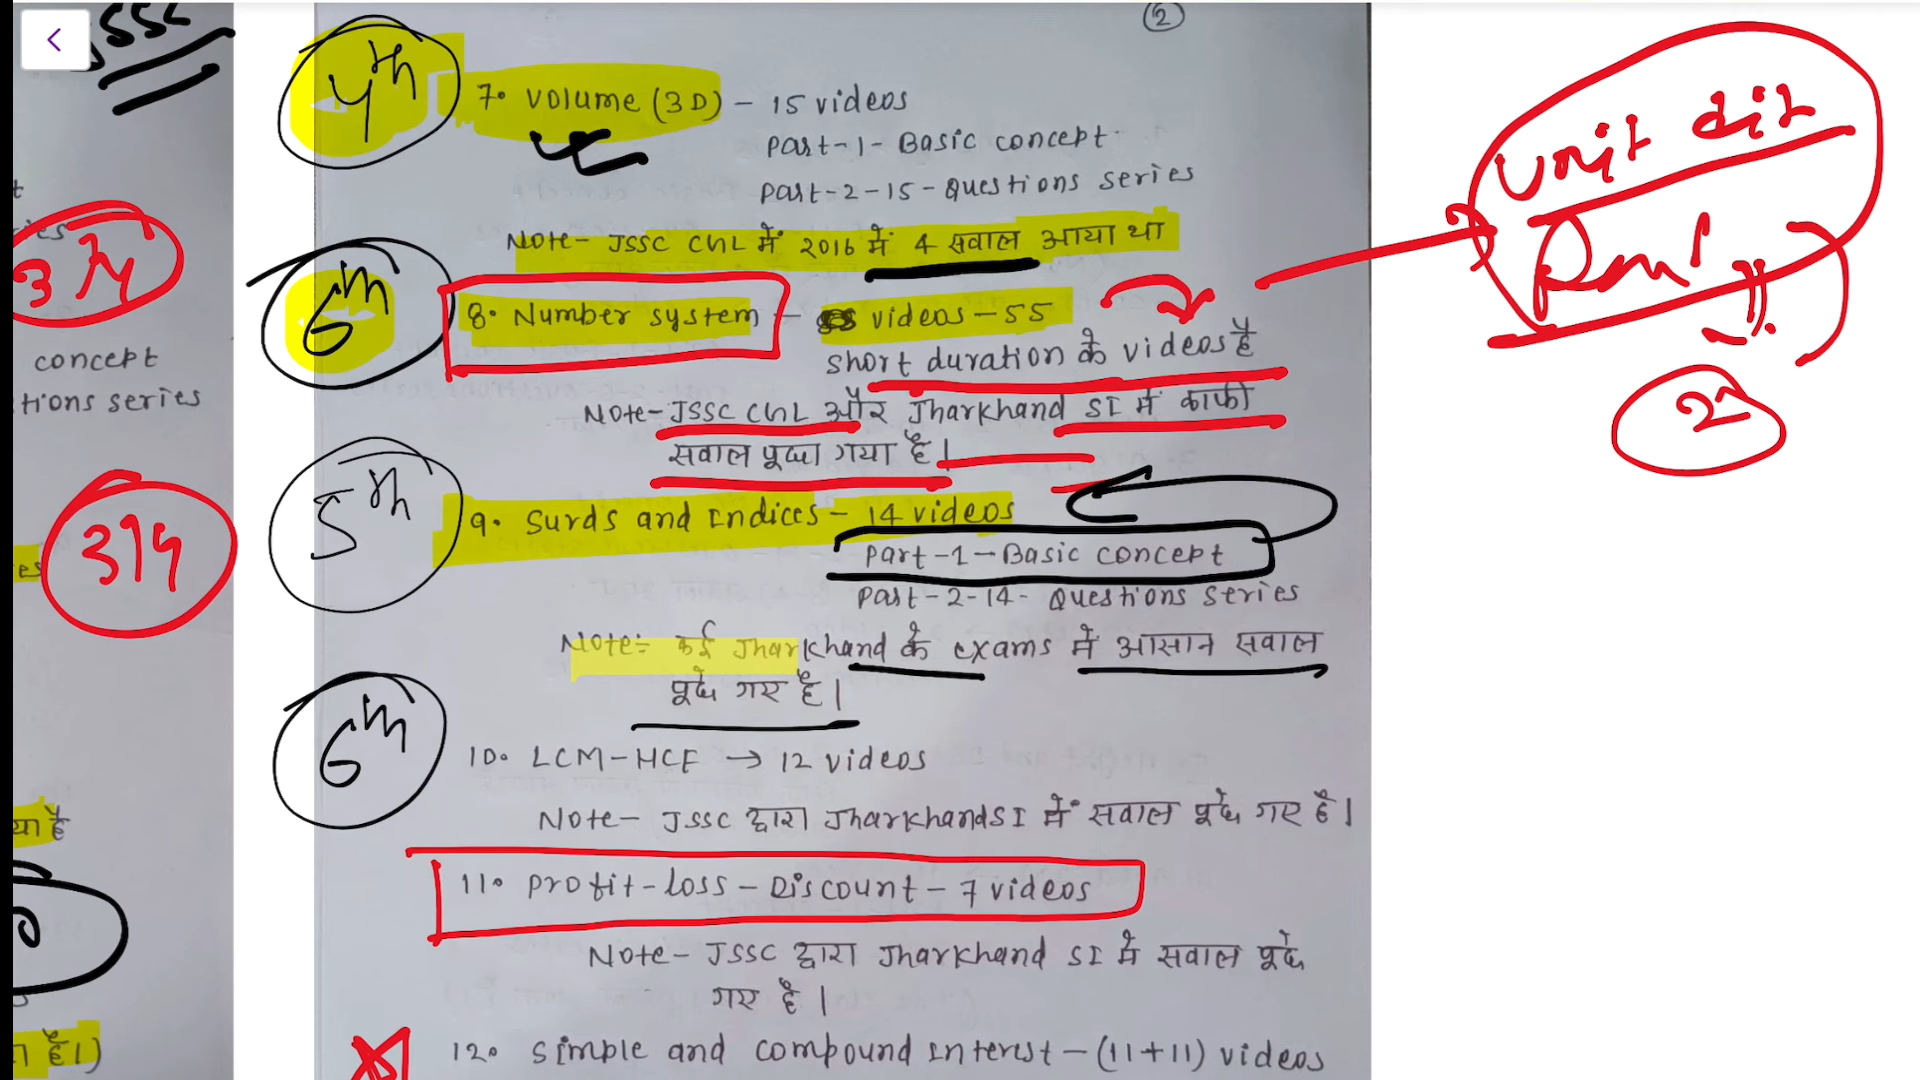 JSSC
2
4th
7. Volume (3D) - 15 videos
Part-1- Basic concept
Part-2-15-Questions series
Note- JSSC CGL में 2016 में 4 सवाल आया था
6th
8. Number system - videos-55
short duration के videos है
Note- JSSC CGL और Jharkhand SI में काफी
सवाल पूछा गया है।
5th
9. Surds and Indices - 14 videos
Part-1-Basic concept
Part-2-14- Questions series
Note:- कई Jharkhand के exams में आसान सवाल
पूछे गए है।
6th
10. LCM-HCF → 12 videos
Note- JSSC द्वारा Jharkhand SI में सवाल पूछे गए है।
11. Profit-loss-Discount-7 videos
Note- JSSC द्वारा Jharkhand SI में सवाल पूछे
गए है।
12. Simple and compound Interest-(11+11) videos
concept
tions series
unit
2